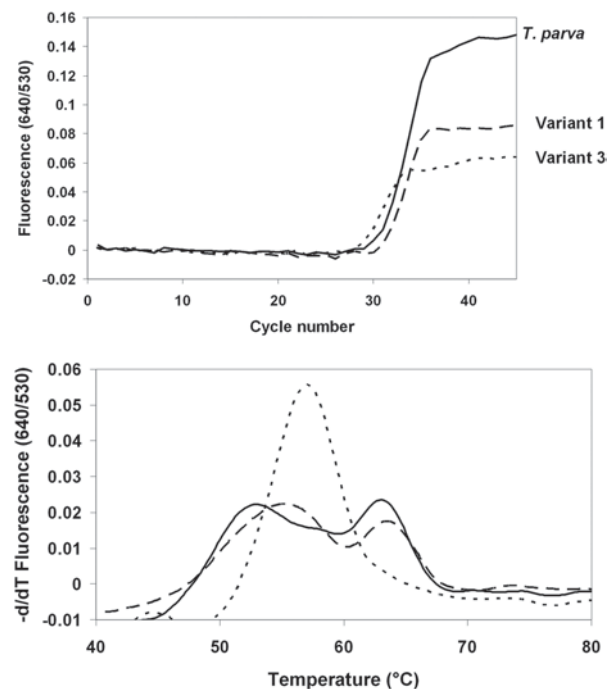 0.16
0.14
0.12
0.1
0.08
0.06
0.04
0.02
0
-0.02
Fluorescence (640/530)
T. parva
Variant 1
Variant 3
0 10 20 30 40
Cycle number
0.06
0.05
0.04
0.03
0.02
0.01
0
-0.01
-d/dT Fluorescence (640/530)
40 50 60 70 80
Temperature (°C)